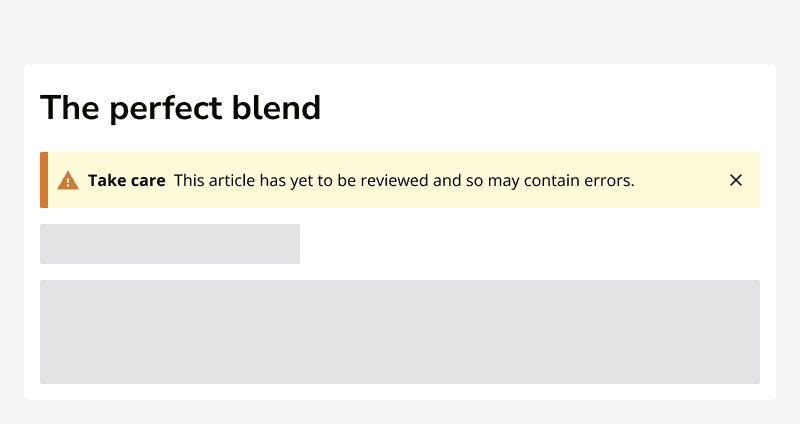 The perfect blend
Take care This article has yet to be reviewed and so may contain errors.